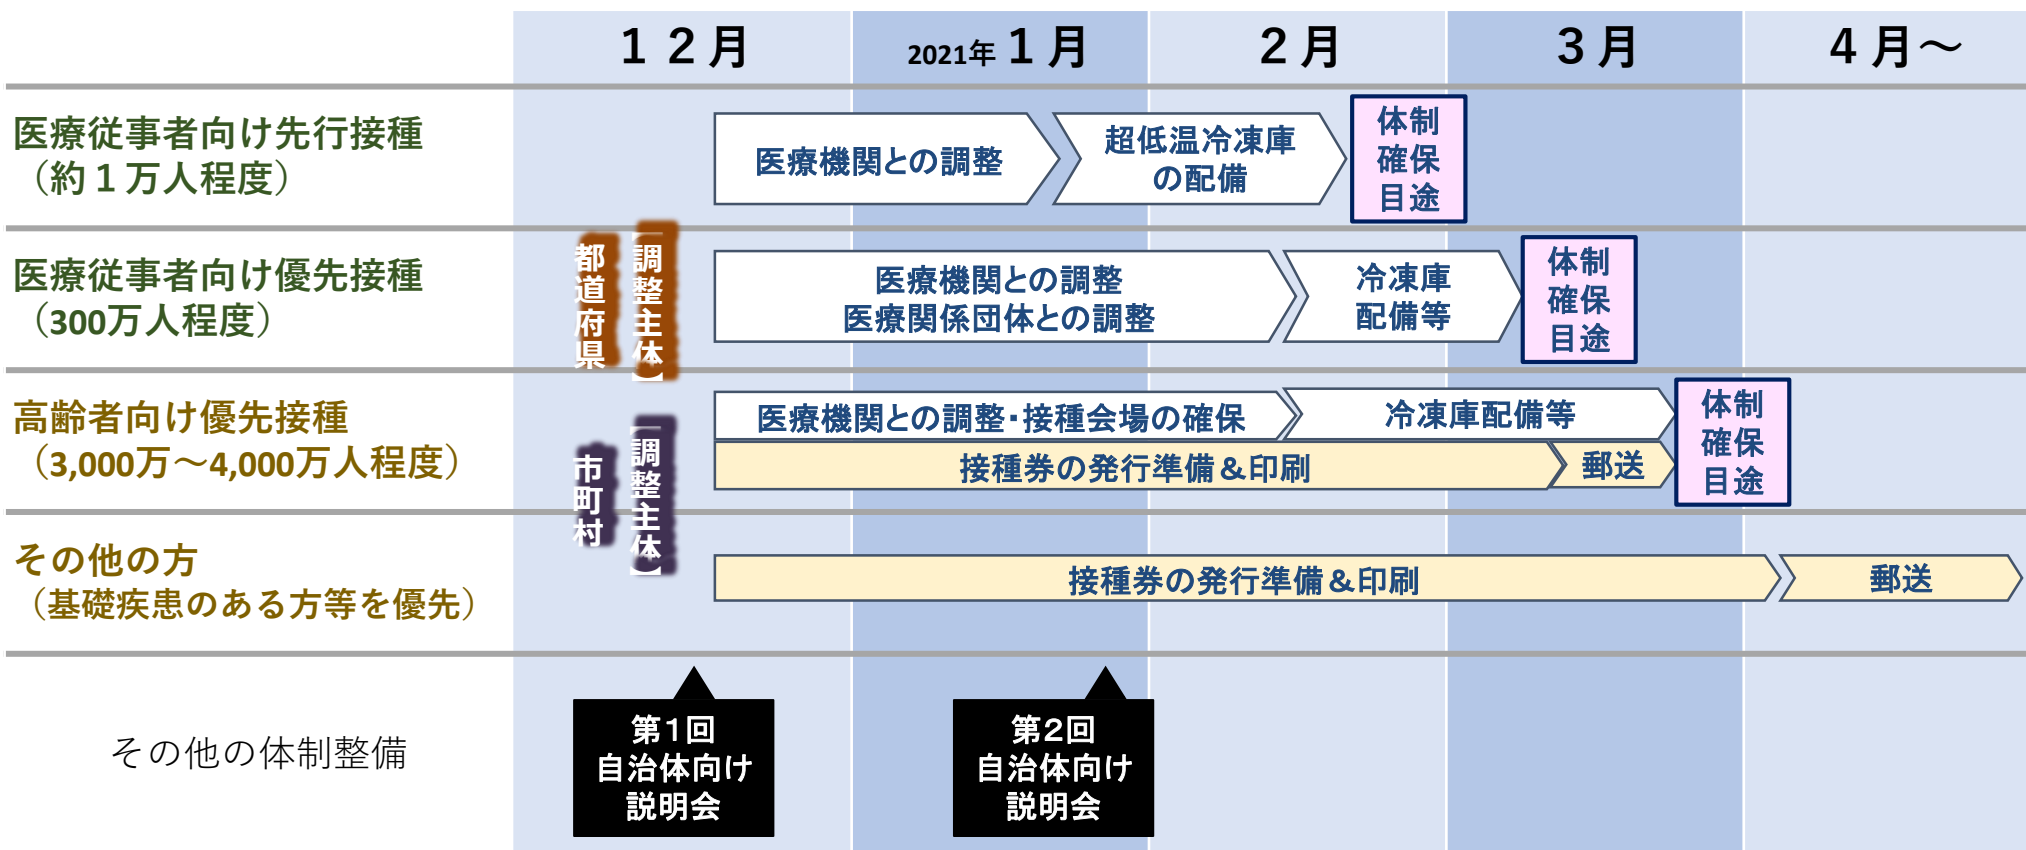 １２月
2021年 １月
２月
３月
４月～
医療従事者向け先行接種
（約１万人程度）
医療機関との調整
超低温冷凍庫
の配備
体制
確保
目途
医療従事者向け優先接種
（300万人程度）
【調整主体】
都道府県
医療機関との調整
医療関係団体との調整
冷凍庫
配備等
体制
確保
目途
高齢者向け優先接種
（3,000万～4,000万人程度）
【調整主体】
市町村
医療機関との調整・接種会場の確保
冷凍庫配備等
接種券の発行準備＆印刷
郵送
体制
確保
目途
その他の方
（基礎疾患のある方等を優先）
接種券の発行準備＆印刷
郵送
その他の体制整備
第１回
自治体向け
説明会
第２回
自治体向け
説明会